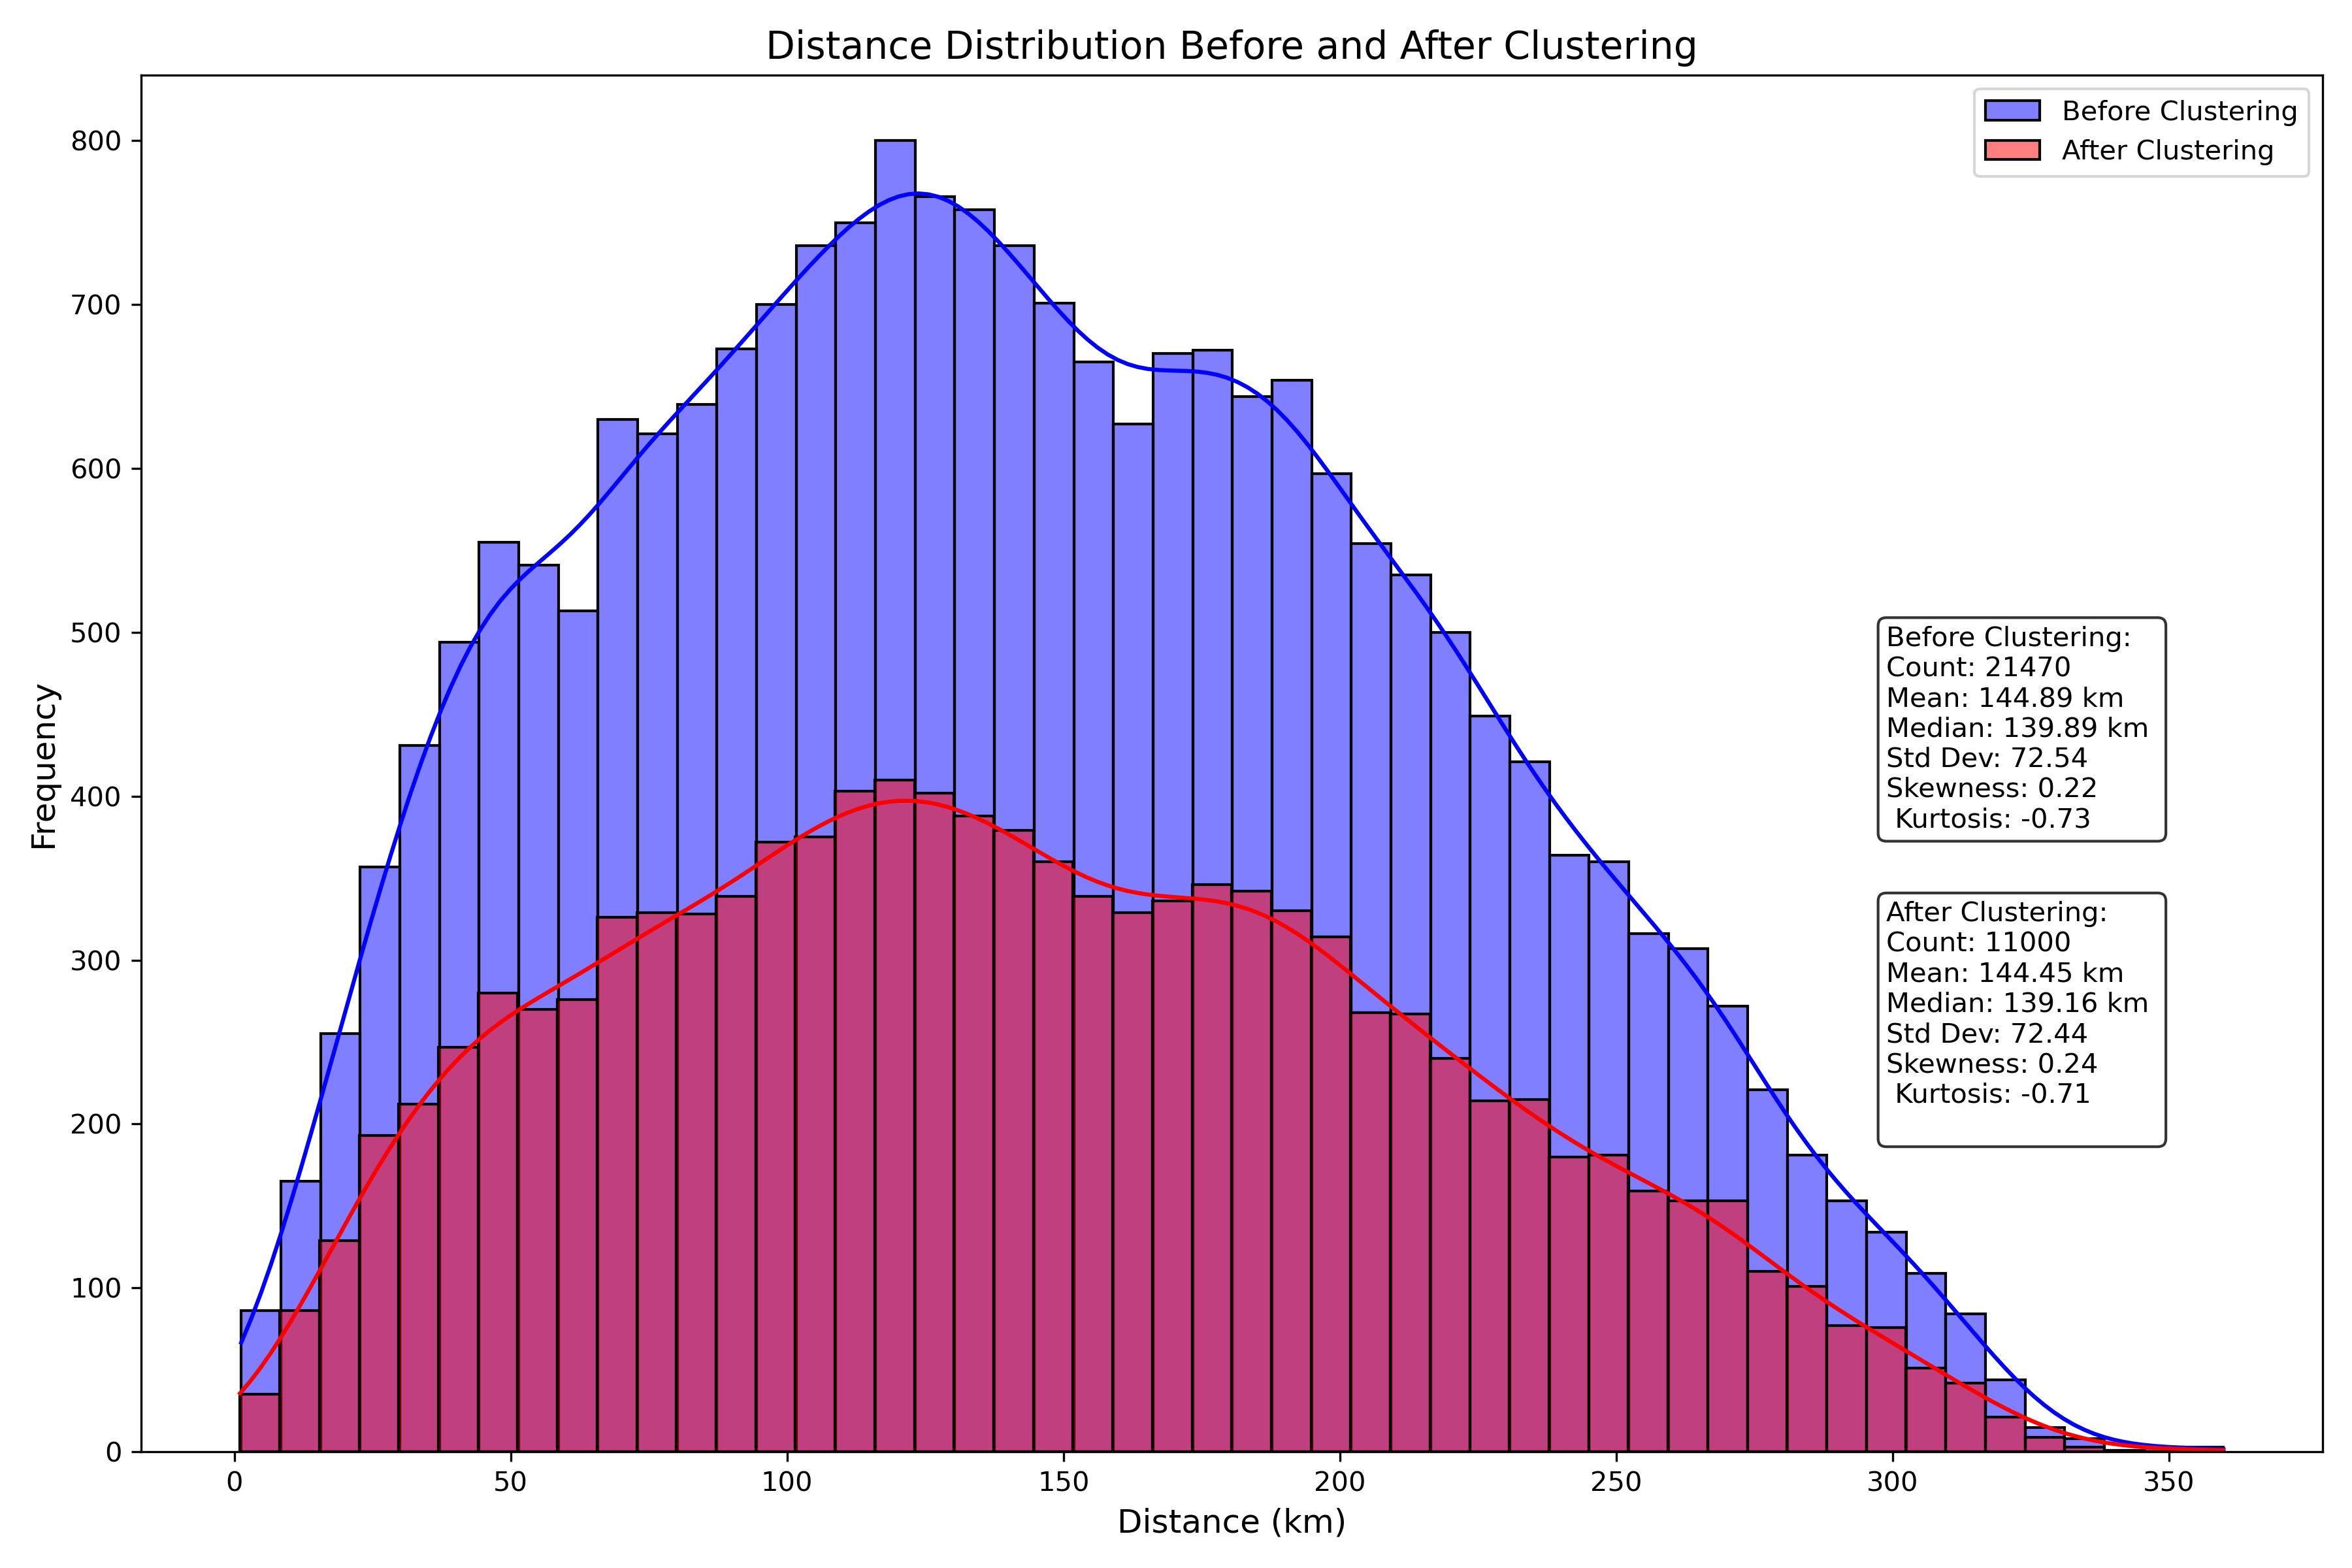 Distance Distribution Before and After Clustering
Before Clustering
After Clustering
800
700
600
500
400
300
200
100
0
Frequency
Before Clustering:
Count: 21470
Mean: 144.89 km
Median: 139.89 km
Std Dev: 72.54
Skewness: 0.22
Kurtosis: -0.73
After Clustering:
Count: 11000
Mean: 144.45 km
Median: 139.16 km
Std Dev: 72.44
Skewness: 0.24
Kurtosis: -0.71
0 50 100 150 200 250 300 350
Distance (km)